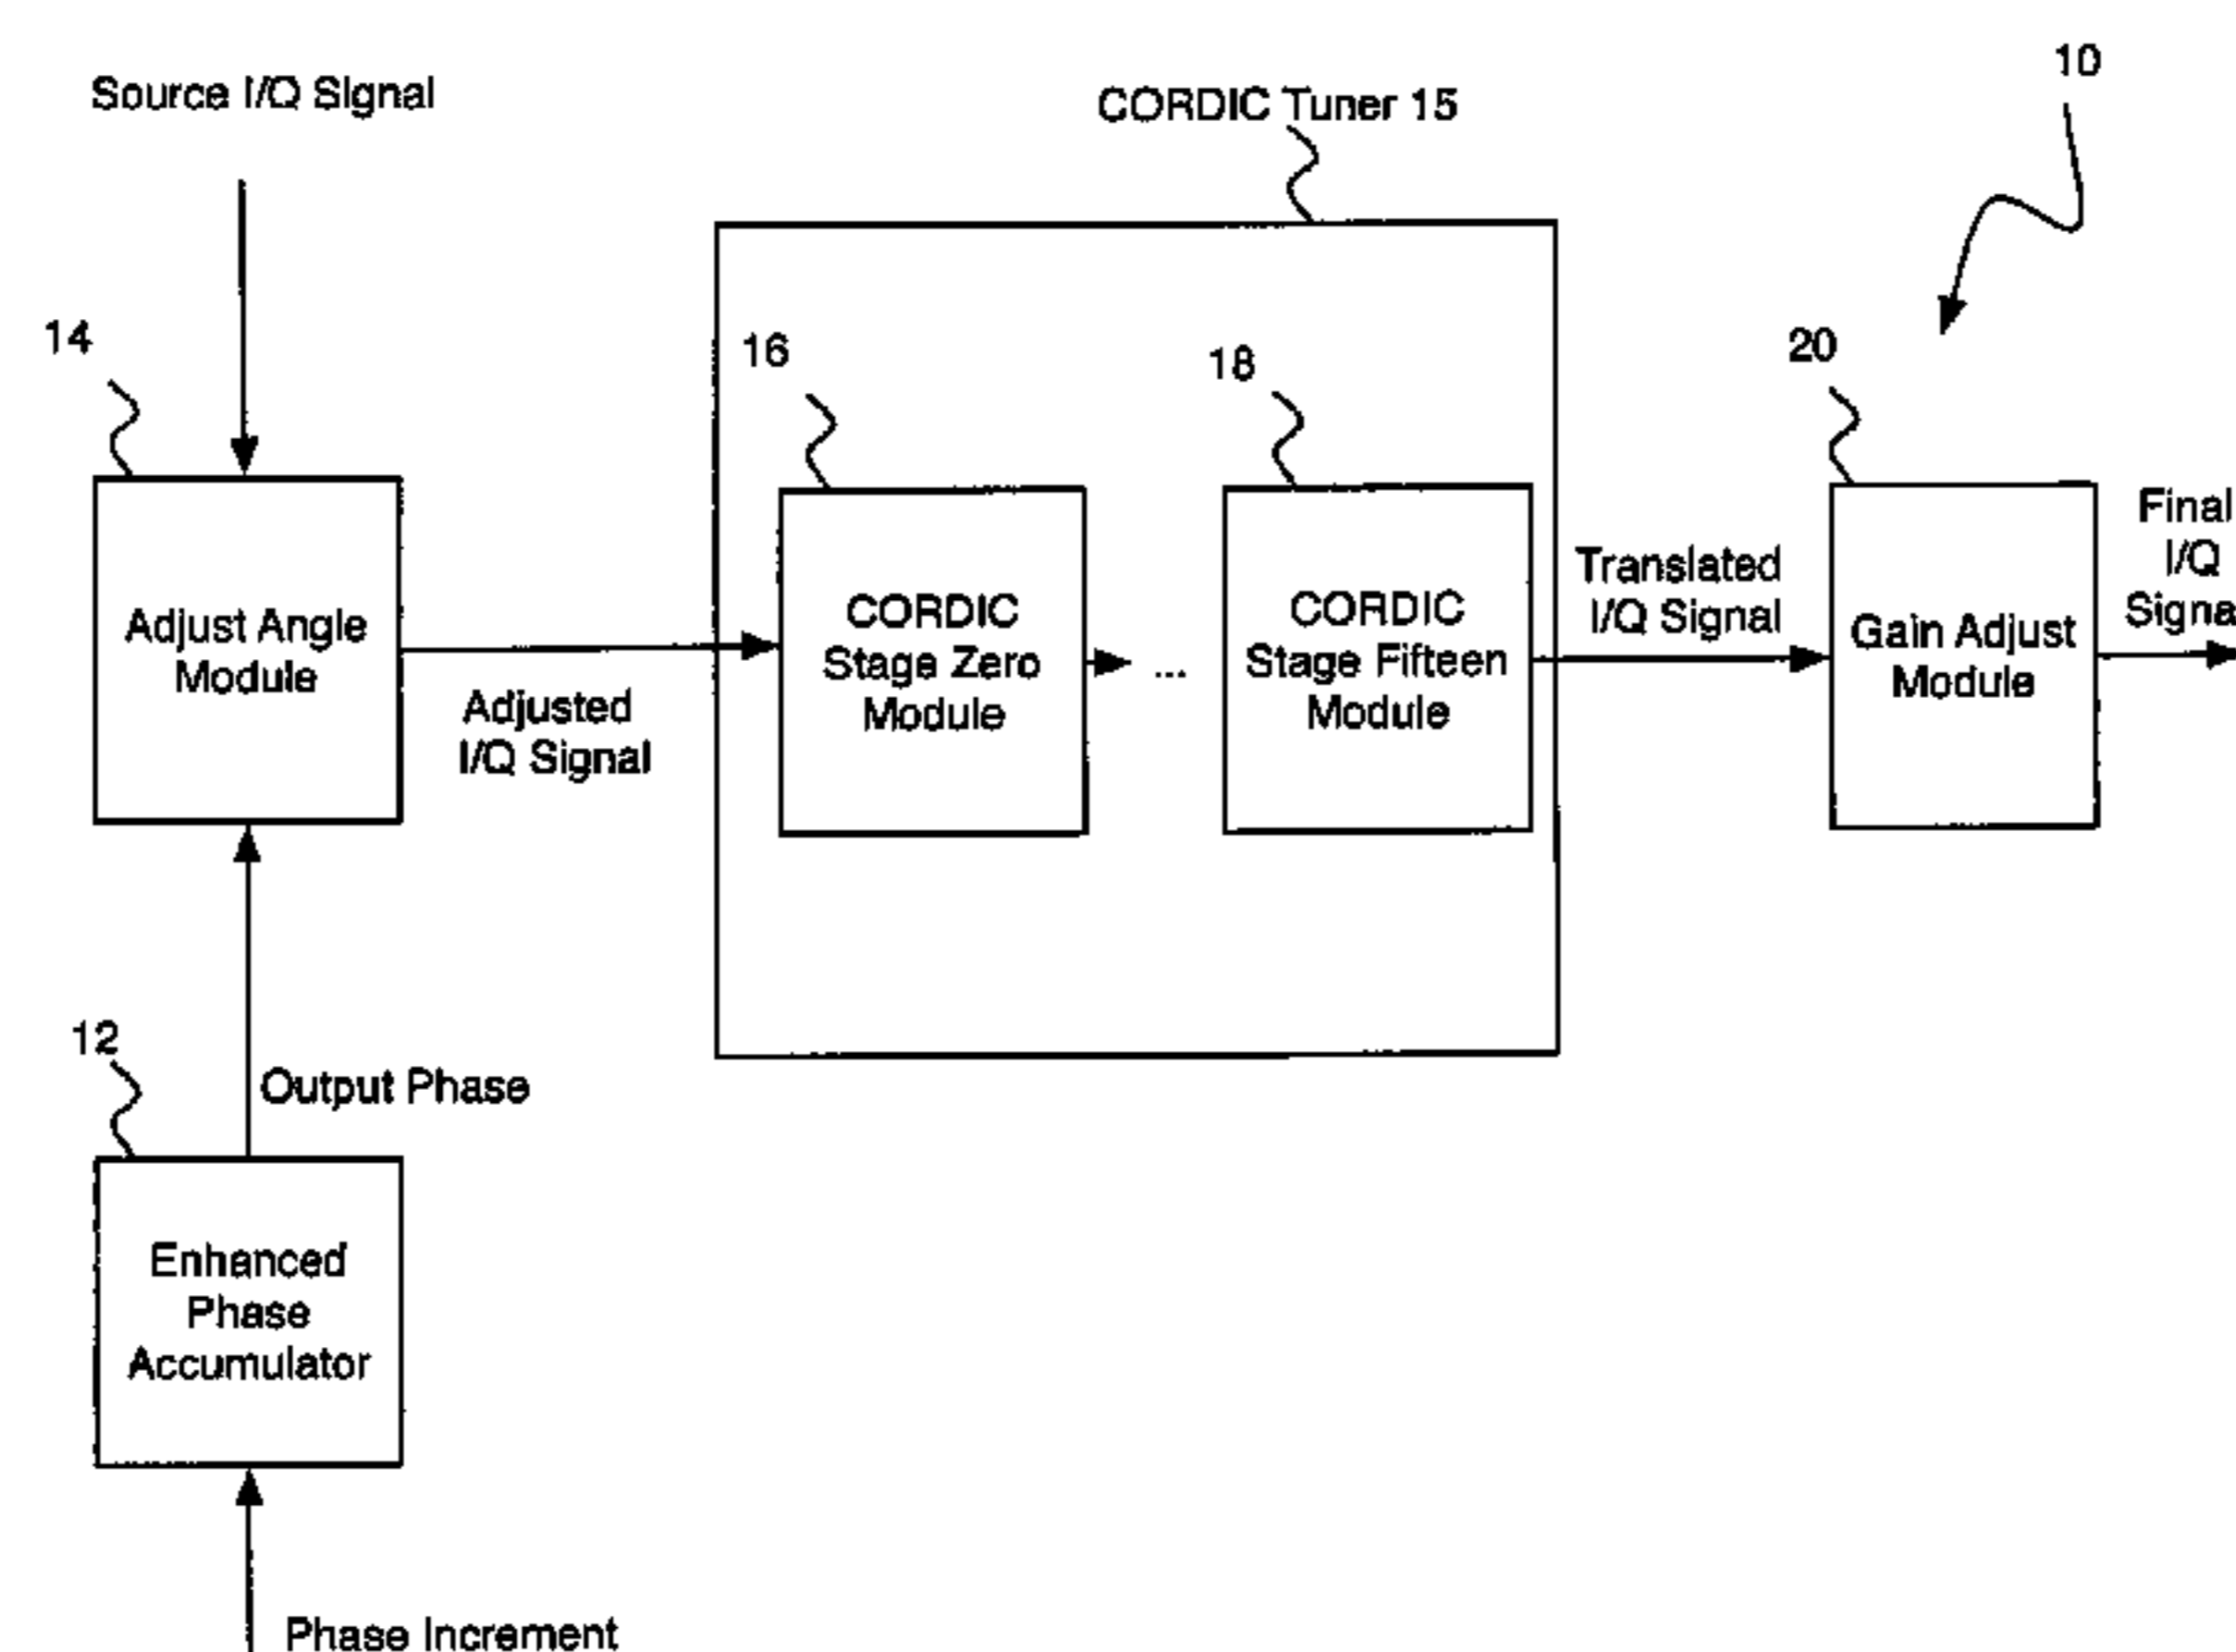 Source I/Q Signal
CORDIC Tuner 15
10
14
16
18
20
Adjust Angle
Module
Adjusted
I/Q Signal
CORDIC
Stage Zero
Module
...
CORDIC
Stage Fifteen
Module
Translated
I/Q Signal
Gain Adjust
Module
Final
I/Q
Signa
12
Output Phase
Enhanced
Phase
Accumulator
Phase Increment